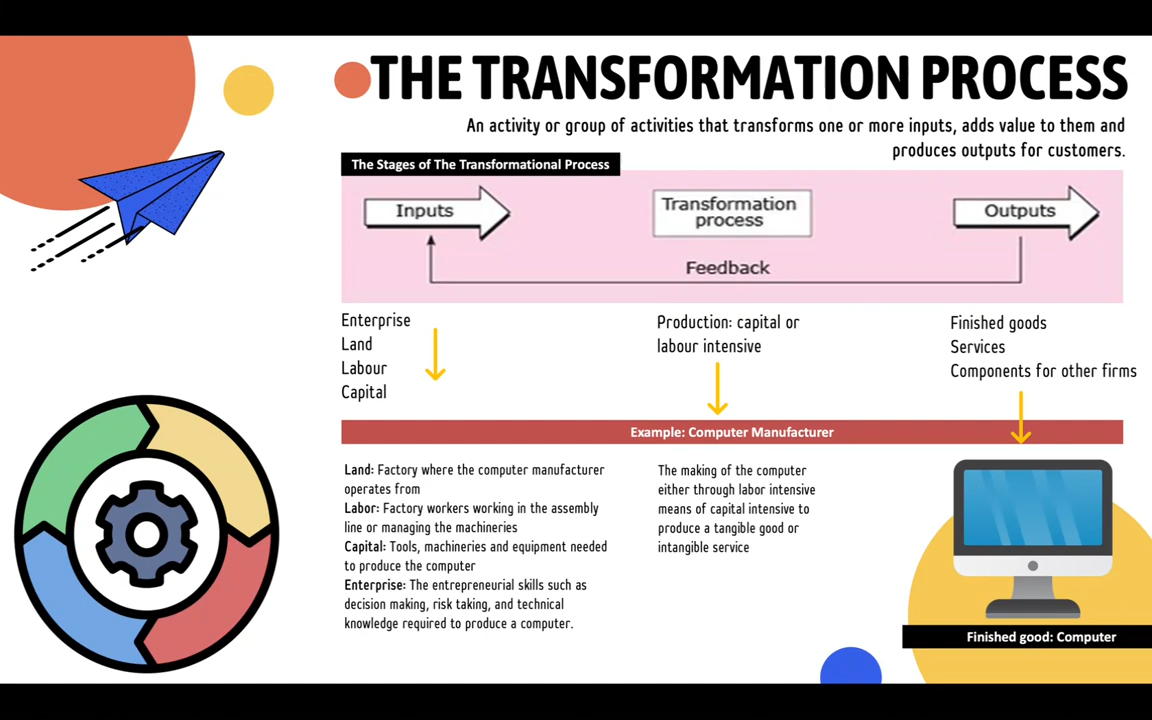 THE TRANSFORMATION PROCESS
An activity or group of activities that transforms one or more inputs, adds value to them and
produces outputs for customers.
The Stages of The Transformational Process
Inputs
Transformation
process
Outputs
Feedback
Enterprise
Land
Labour
Capital
Production: capital or
labour intensive
Finished goods
Services
Components for other firms
Example: Computer Manufacturer
Land: Factory where the computer manufacturer
operates from
Labor: Factory workers working in the assembly
line or managing the machineries
Capital: Tools, machineries and equipment needed
to produce the computer
Enterprise: The entrepreneurial skills such as
decision making, risk taking, and technical
knowledge required to produce a computer.
The making of the computer
either through labor intensive
means of capital intensive to
produce a tangible good or
intangible service
Finished good: Computer